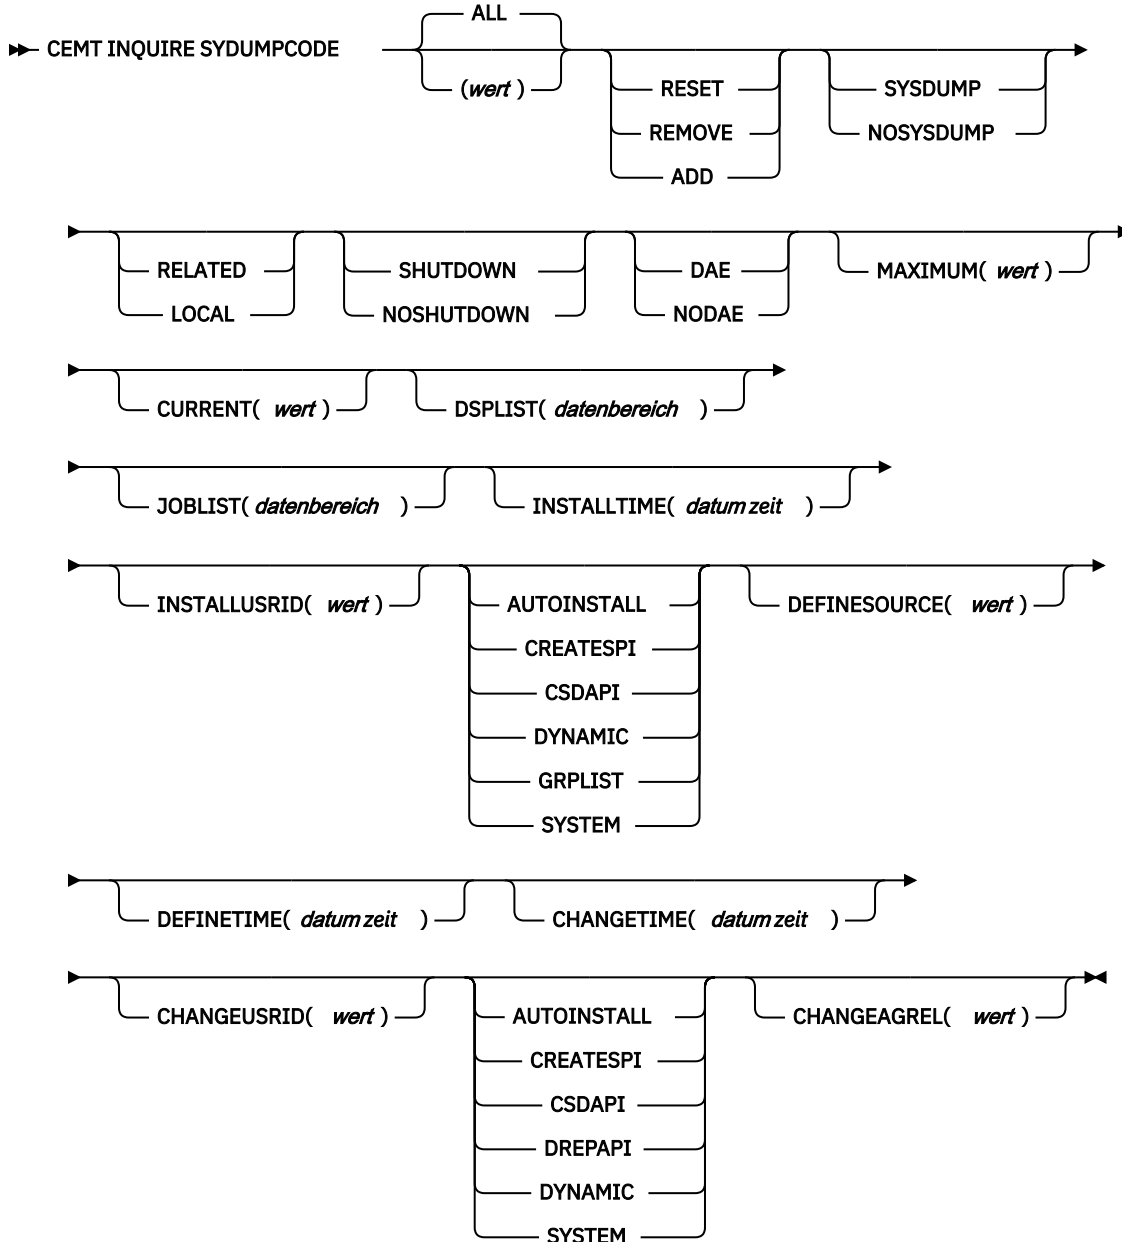 ALL
CEMT INQUIRE SYDUMPCODE
(wert)
RESET
SYSDUMP
REMOVE
NOSYSDUMP
ADD
RELATED
SHUTDOWN
DAE
MAXIMUM( wert )
LOCAL
NOSHUTDOWN
NODAE
CURRENT( wert )
DSPLIST( datenbereich )
JOBLIST( datenbereich )
INSTALLTIME( datum zeit )
INSTALLUSRID( wert )
AUTOINSTALL
DEFINESOURCE( wert )
CREATESPI
CSDAPI
DYNAMIC
GRPLIST
SYSTEM
DEFINETIME( datum zeit )
CHANGETIME( datum zeit )
CHANGEUSRID( wert )
AUTOINSTALL
CHANGEAGREL( wert )
CREATESPI
CSDAPI
DREPAPI
DYNAMIC
SYSTEM